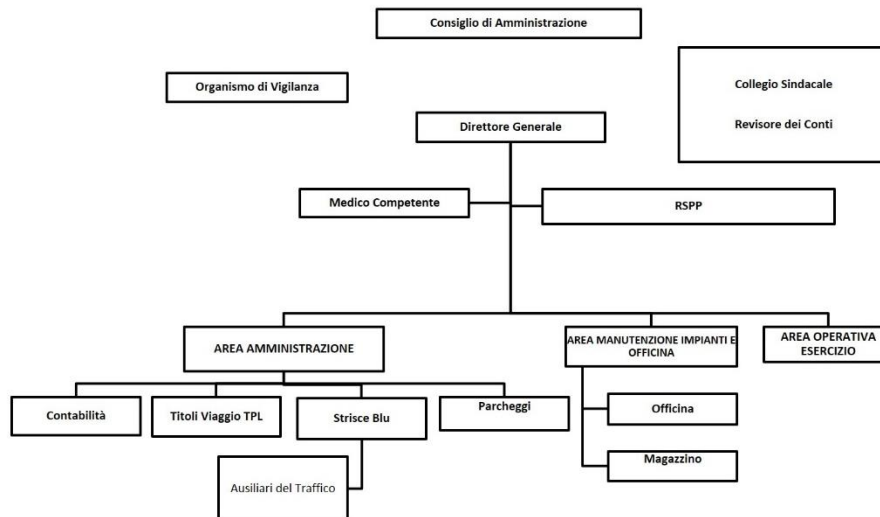 Consiglio di Amministrazione
Organismo di Vigilanza
Collegio Sindacale
Revisore dei Conti
Direttore Generale
Medico Competente
RSPP
AREA AMMINISTRAZIONE
AREA MANUTENZIONE IMPIANTI E
OFFICINA
AREA OPERATIVA
ESERCIZIO
Contabilità
Titoli Viaggio TPL
Strisce Blu
Parcheggi
Officina
Magazzino
Ausiliari del Traffico